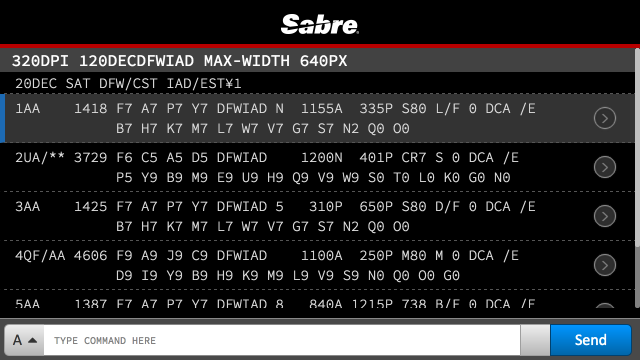 Sabre
320DPI 120DECDFWIAD MAX-WIDTH 640PX
20DEC SAT DFW/CST IAD/EST¥1
1AA 1418 F7 A7 P7 Y7 DFWIAD N 1155A 335P S80 L/F 0 DCA /E
B7 H7 K7 M7 L7 W7 V7 G7 S7 N2 Q0 O0
2UA/** 3729 F6 C5 A5 D5 DFWIAD 1200N 401P CR7 S 0 DCA /E
P5 Y9 B9 M9 E9 U9 H9 Q9 V9 W9 S0 T0 L0 K0 G0 N0
3AA 1425 F7 A7 P7 Y7 DFWIAD 5 310P 650P S80 D/F 0 DCA /E
B7 H7 K7 M7 L7 W7 V7 G7 S7 N2 Q0 O0
4QF/AA 4606 F9 A9 J9 C9 DFWIAD 1100A 250P M80 M 0 DCA /E
D9 I9 Y9 B9 H9 K9 M9 L9 V9 S9 N0 Q0 O0 G0
5AA 1387 F7 A7 P7 Y7 DFWIAD 8 840A 1215P 738 B/F 0 DCA /E
A TYPE COMMAND HERE Send